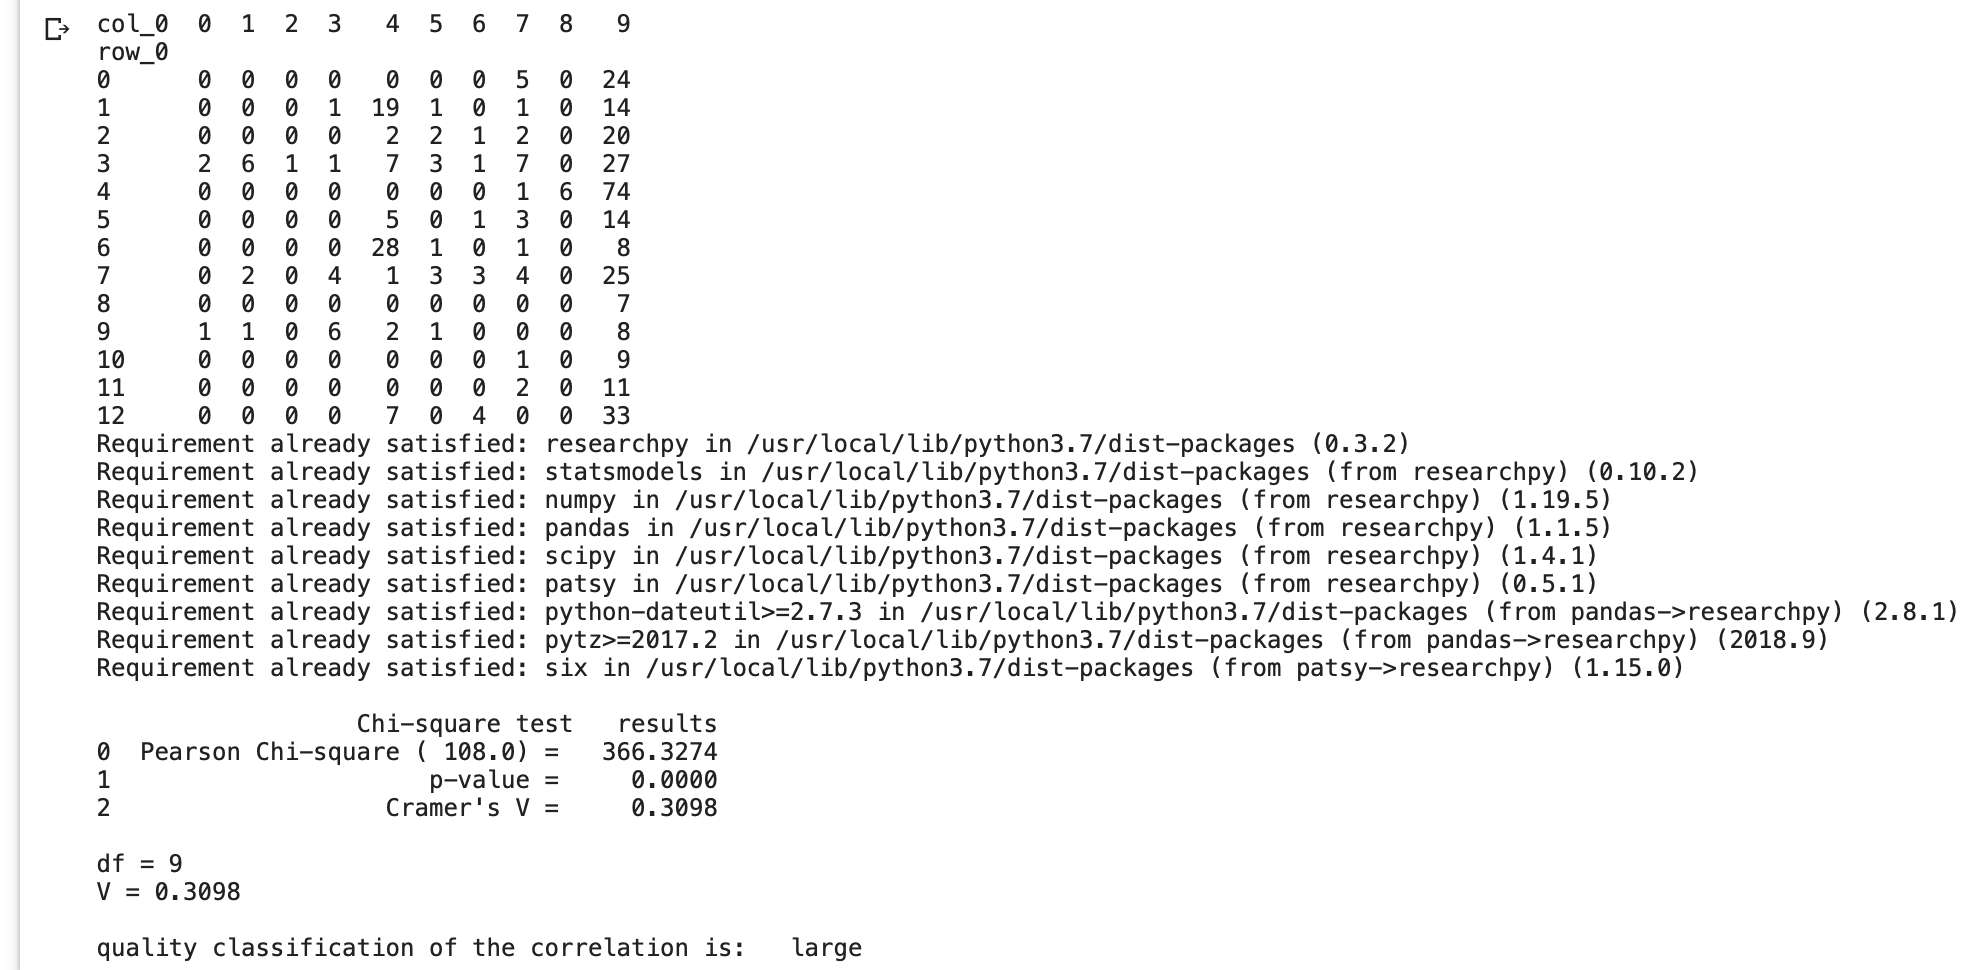 col_0 0 1 2 3 4 5 6 7 8 9
row_0
0 0 0 0 0 0 0 0 5 0 24
1 0 0 0 1 19 1 0 1 0 14
2 0 0 0 0 2 2 1 2 0 20
3 2 6 1 1 7 3 1 7 0 27
4 0 0 0 0 0 0 0 1 6 74
5 0 0 0 0 5 0 1 3 0 14
6 0 0 0 0 28 1 0 1 0 8
7 0 2 0 4 1 3 3 4 0 25
8 0 0 0 0 0 0 0 0 0 7
9 1 1 0 6 2 1 0 0 0 8
10 0 0 0 0 0 0 0 1 0 9
11 0 0 0 0 0 0 0 2 0 11
12 0 0 0 0 7 0 4 0 0 33
Requirement already satisfied: researchpy in /usr/local/lib/python3.7/dist-packages (0.3.2)
Requirement already satisfied: statsmodels in /usr/local/lib/python3.7/dist-packages (from researchpy) (0.10.2)
Requirement already satisfied: numpy in /usr/local/lib/python3.7/dist-packages (from researchpy) (1.19.5)
Requirement already satisfied: pandas in /usr/local/lib/python3.7/dist-packages (from researchpy) (1.1.5)
Requirement already satisfied: scipy in /usr/local/lib/python3.7/dist-packages (from researchpy) (1.4.1)
Requirement already satisfied: patsy in /usr/local/lib/python3.7/dist-packages (from researchpy) (0.5.1)
Requirement already satisfied: python-dateutil>=2.7.3 in /usr/local/lib/python3.7/dist-packages (from pandas->researchpy) (2.8.1)
Requirement already satisfied: pytz>=2017.2 in /usr/local/lib/python3.7/dist-packages (from pandas->researchpy) (2018.9)
Requirement already satisfied: six in /usr/local/lib/python3.7/dist-packages (from patsy->researchpy) (1.15.0)
Chi-square test results
0 Pearson Chi-square ( 108.0) = 366.3274
1 p-value = 0.0000
2 Cramer's V = 0.3098
df = 9
V = 0.3098
quality classification of the correlation is: large